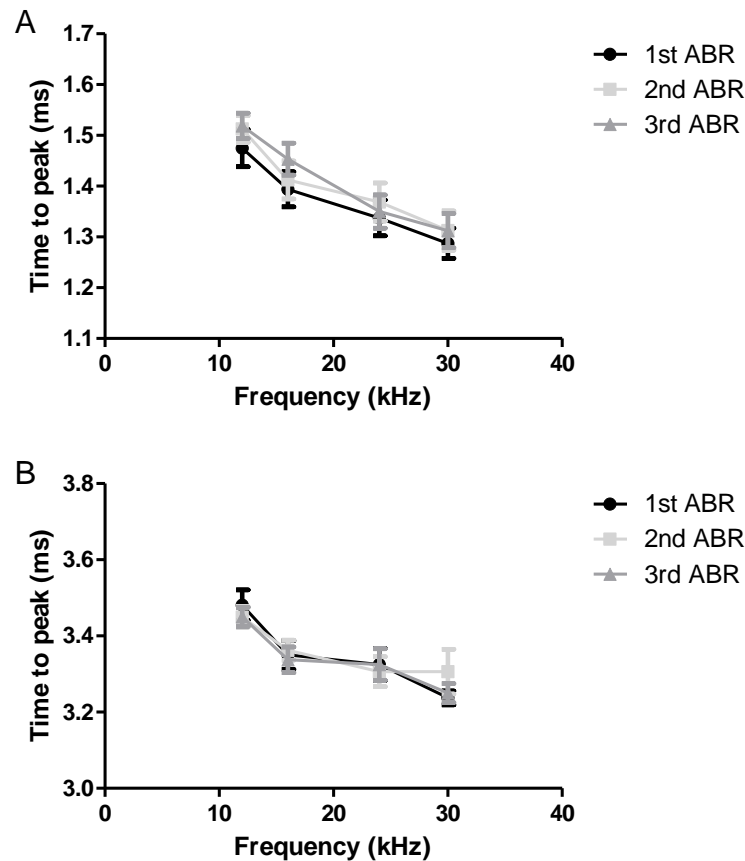 A
1.7
1.6
1.5
1.4
1.3
1.2
1.1
0
10
20
30
40
Time to peak (ms)
Frequency (kHz)
1st ABR
2nd ABR
3rd ABR
B
3.8
3.6
3.4
3.2
3.0
0
10
20
30
40
Time to peak (ms)
Frequency (kHz)
1st ABR
2nd ABR
3rd ABR